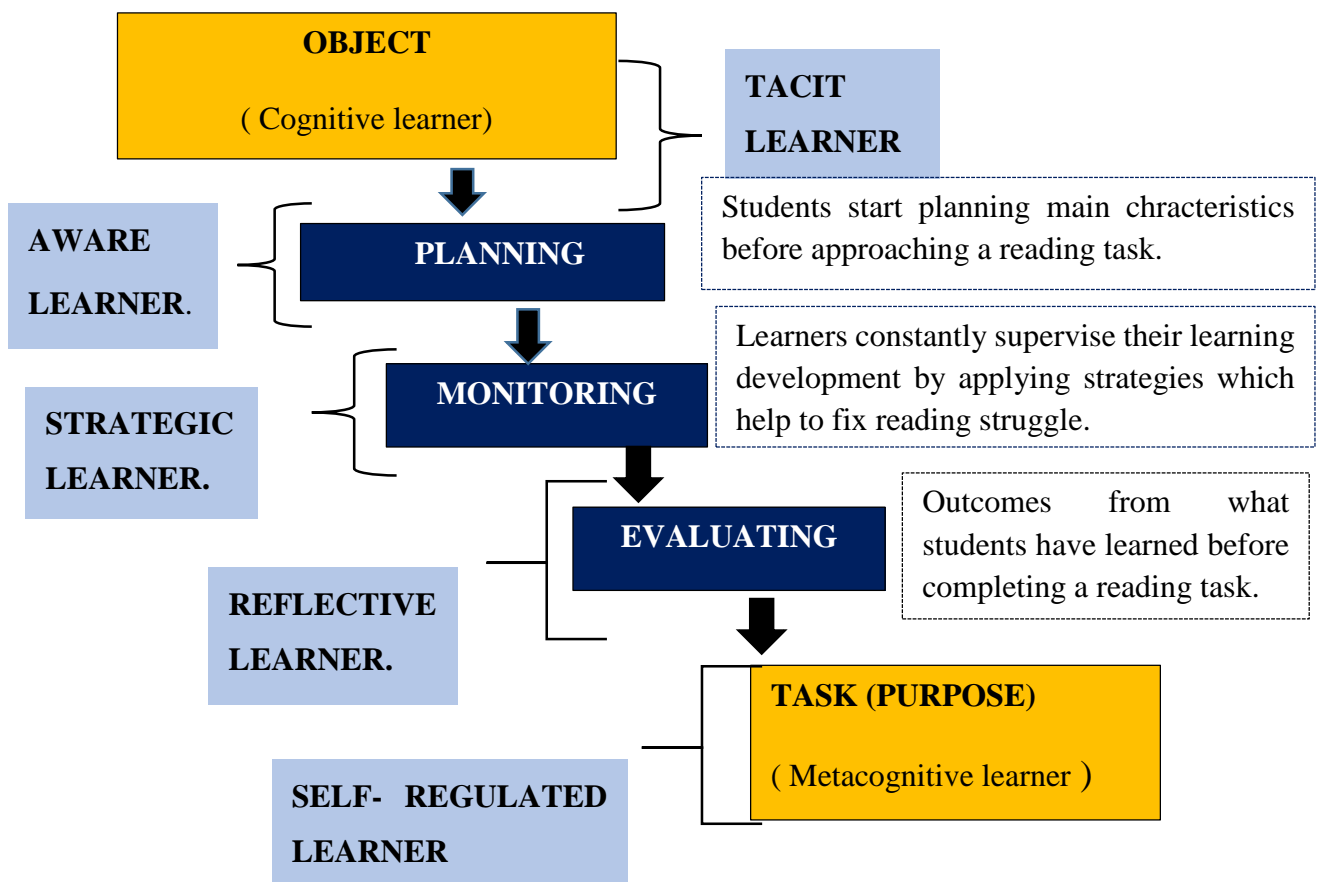 OBJECT
( Cognitive learner)
TACIT
LEARNER
AWARE
LEARNER.
PLANNING
Students start planning main chracteristics
before approaching a reading task.
STRATEGIC
LEARNER.
MONITORING
Learners constantly supervise their learning
development by applying strategies which
help to fix reading struggle.
REFLECTIVE
LEARNER.
EVALUATING
Outcomes from what
students have learned before
completing a reading task.
SELF- REGULATED
LEARNER
TASK (PURPOSE)
( Metacognitive learner )